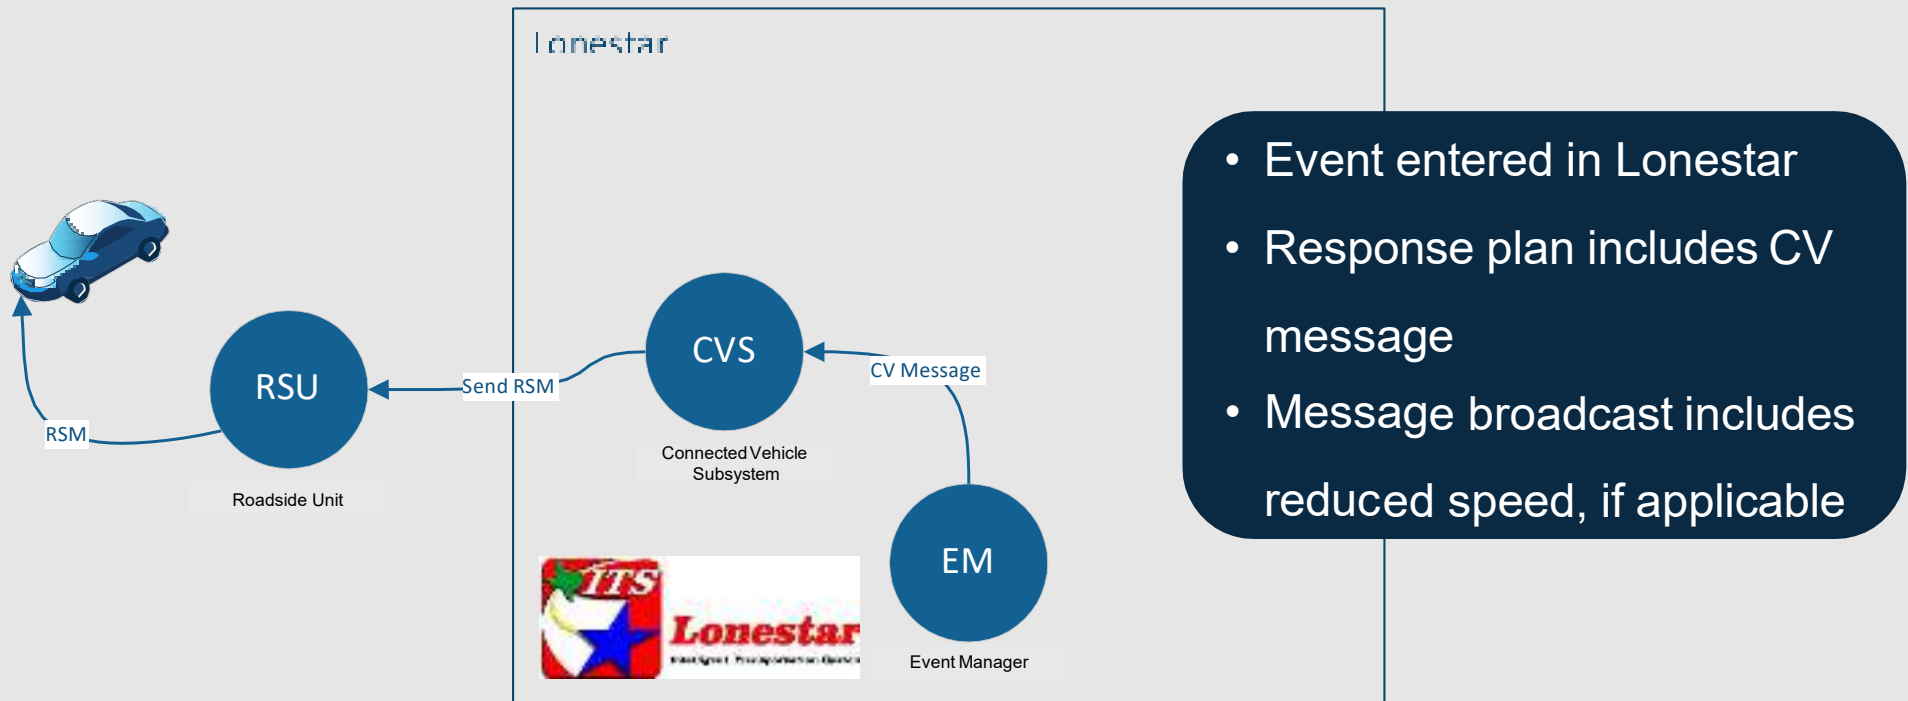 Lonestar
• Event entered in Lonestar
• Response plan includes CV
message
• Message broadcast includes
reduced speed, if applicable
CVS
CV Message
RSU
Send RSM
RSM
Connected Vehicle
Subsystem
Roadside Unit
EM
ITS
Lonestar
Event Manager